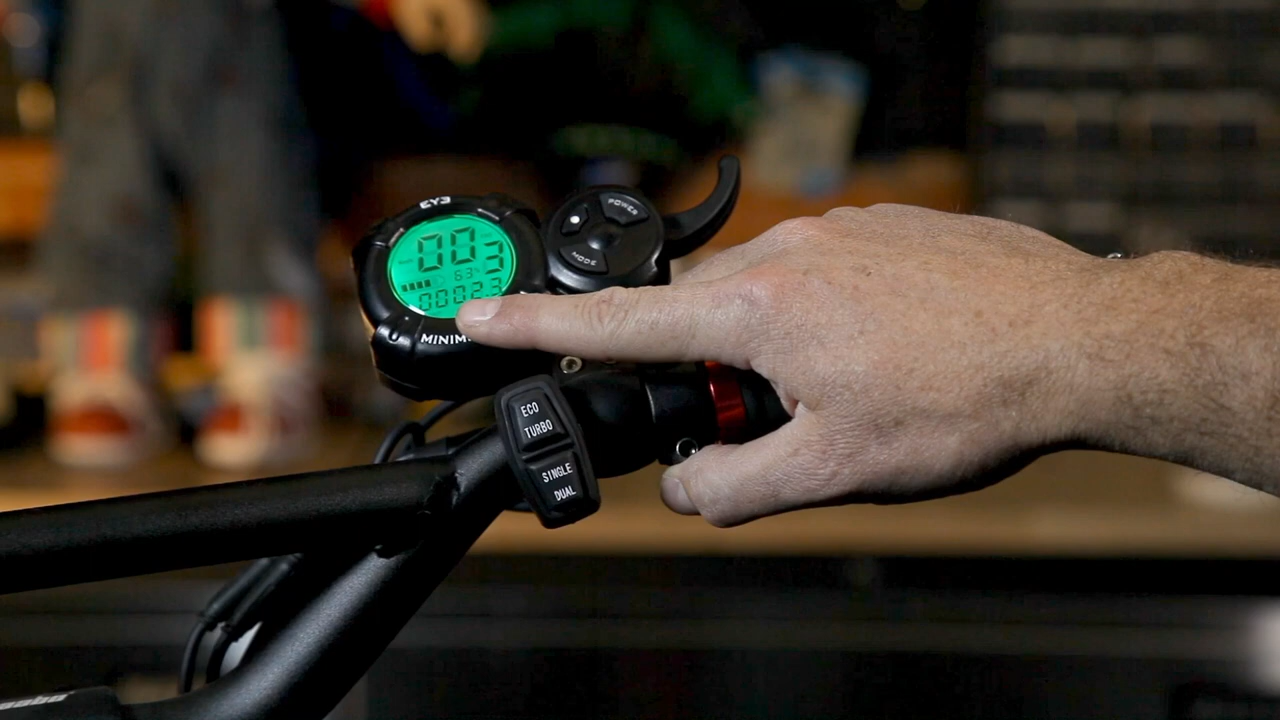 EY3
003
63%
00023
MINIM
POWER
MODE
ECO
TURBO
SINGLE
DUAL